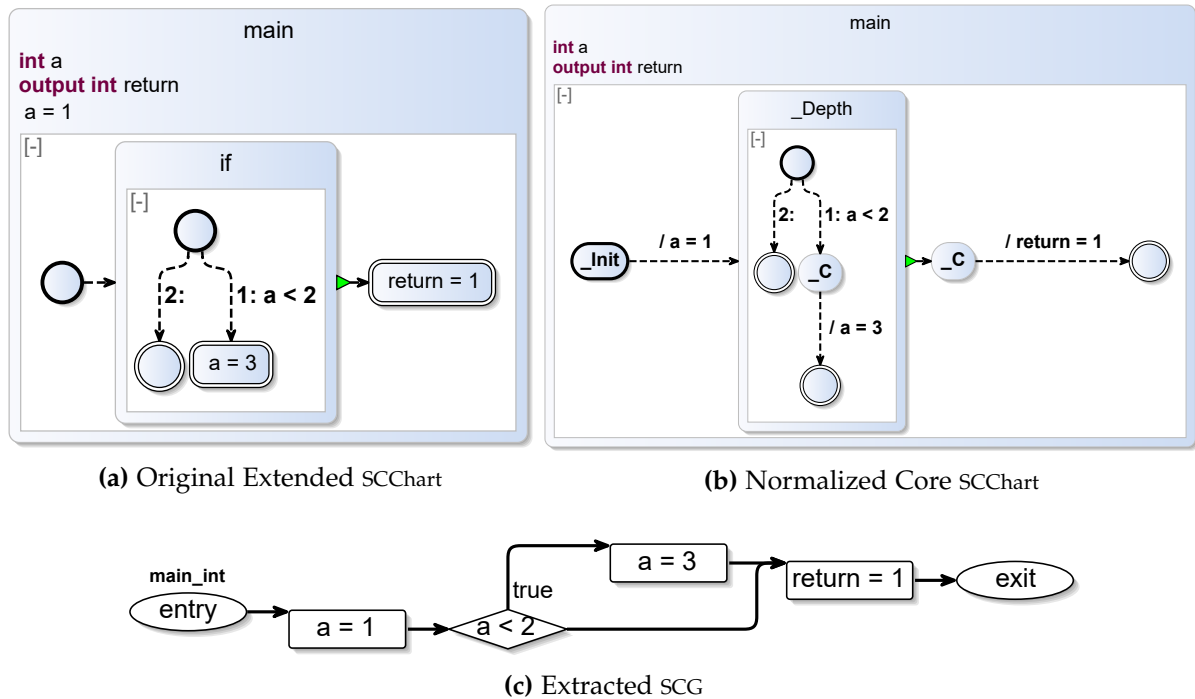 main
int a
output int return
a = 1
[-]
if
[-]
2:
1: a < 2
a = 3
return = 1
(a) Original Extended SCChart
main
int a
output int return
[-]
_Depth
[-]
2:
1: a < 2
_C
/ a = 3
_Init
/ a = 1
_C
/ return = 1
(b) Normalized Core SCChart
main_int
entry
a = 1
a < 2
true
a = 3
return = 1
exit
(c) Extracted SCG